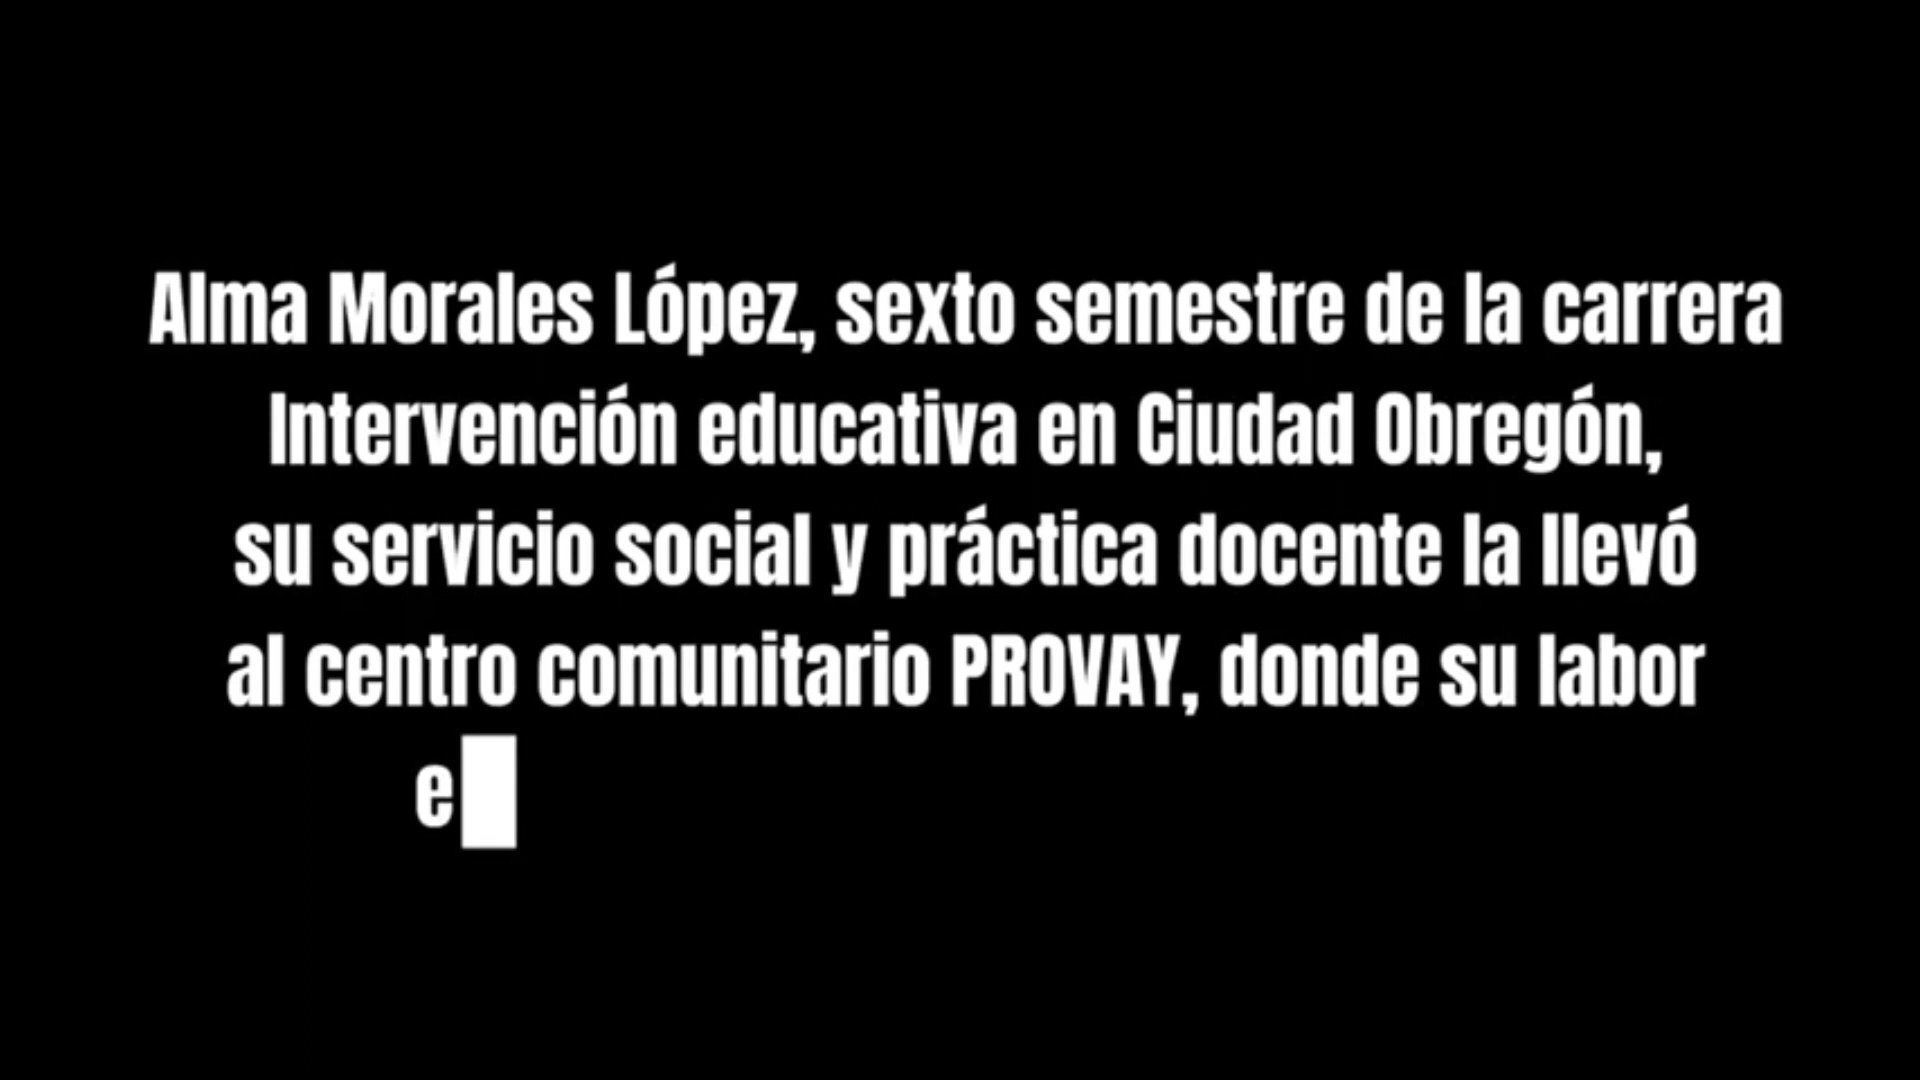 Alma Morales López, sexto semestre de la carrera
Intervención educativa en Ciudad Obregón,
su servicio social y práctica docente la llevó
al centro comunitario PROVAY, donde su labor
e